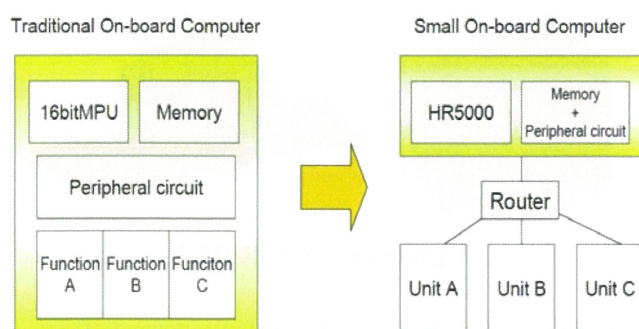 Traditional On-board Computer
16bitMPU
Memory
Peripheral circuit
Function
A
Function
B
Funciton
C
Small On-board Computer
HR5000
Memory
+
Peripheral circuit
Router
Unit A
Unit B
Unit C